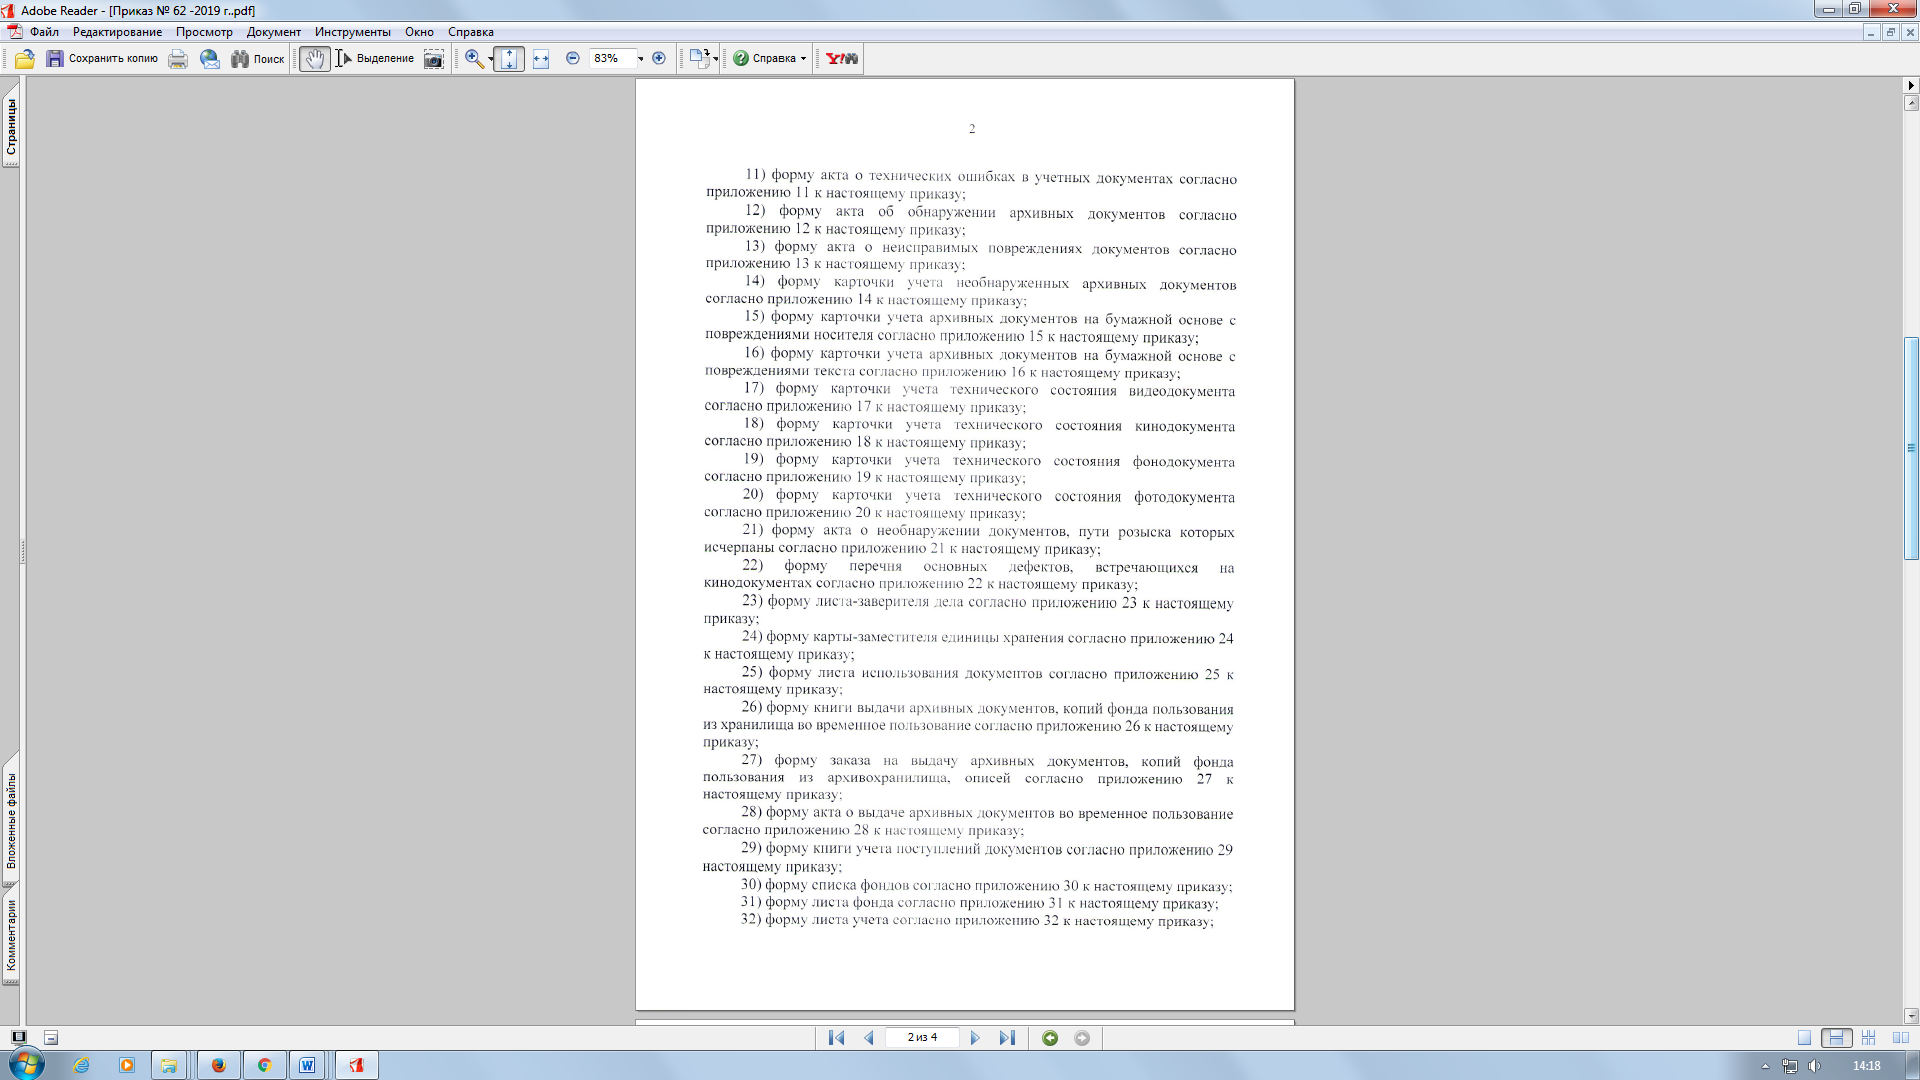 Adobe Reader - [Приказ № 62 -2019 г..pdf]
Файл Редактирование Просмотр Документ Инструменты Окно Справка
Сохранить копию Поиск Выделение 83% Справка Y!
Страницы
2
11) форму акта о технических ошибках в учетных документах согласно
приложению 11 к настоящему приказу;
12) форму акта об обнаружении архивных документов согласно
приложению 12 к настоящему приказу;
13) форму акта о неисправимых повреждениях документов согласно
приложению 13 к настоящему приказу;
14) форму карточки учета необнаруженных архивных документов
согласно приложению 14 к настоящему приказу;
15) форму карточки учета архивных документов на бумажной основе с
повреждениями носителя согласно приложению 15 к настоящему приказу;
16) форму карточки учета архивных документов на бумажной основе с
повреждениями текста согласно приложению 16 к настоящему приказу;
17) форму карточки учета технического состояния видеодокумента
согласно приложению 17 к настоящему приказу;
18) форму карточки учета технического состояния кинодокумента
согласно приложению 18 к настоящему приказу;
19) форму карточки учета технического состояния фонодокумента
согласно приложению 19 к настоящему приказу;
20) форму карточки учета технического состояния фотодокумента
согласно приложению 20 к настоящему приказу;
21) форму акта о необнаружении документов, пути розыска которых
исчерпаны согласно приложению 21 к настоящему приказу;
22) форму перечня основных дефектов, встречающихся на
кинодокументах согласно приложению 22 к настоящему приказу;
23) форму листа-заверителя дела согласно приложению 23 к настоящему
приказу;
24) форму карты-заместителя единицы хранения согласно приложению 24
к настоящему приказу;
25) форму листа использования документов согласно приложению 25 к
настоящему приказу;
26) форму книги выдачи архивных документов, копий фонда пользования
из хранилища во временное пользование согласно приложению 26 к настоящему
приказу;
27) форму заказа на выдачу архивных документов, копий фонда
пользования из архивохранилища, описей согласно приложению 27 к
настоящему приказу;
28) форму акта о выдаче архивных документов во временное пользование
согласно приложению 28 к настоящему приказу;
29) форму книги учета поступлений документов согласно приложению 29
настоящему приказу;
30) форму списка фондов согласно приложению 30 к настоящему приказу;
31) форму листа фонда согласно приложению 31 к настоящему приказу;
32) форму листа учета согласно приложению 32 к настоящему приказу;
Вложенные файлы
Комментарии
2 из 4
14:18